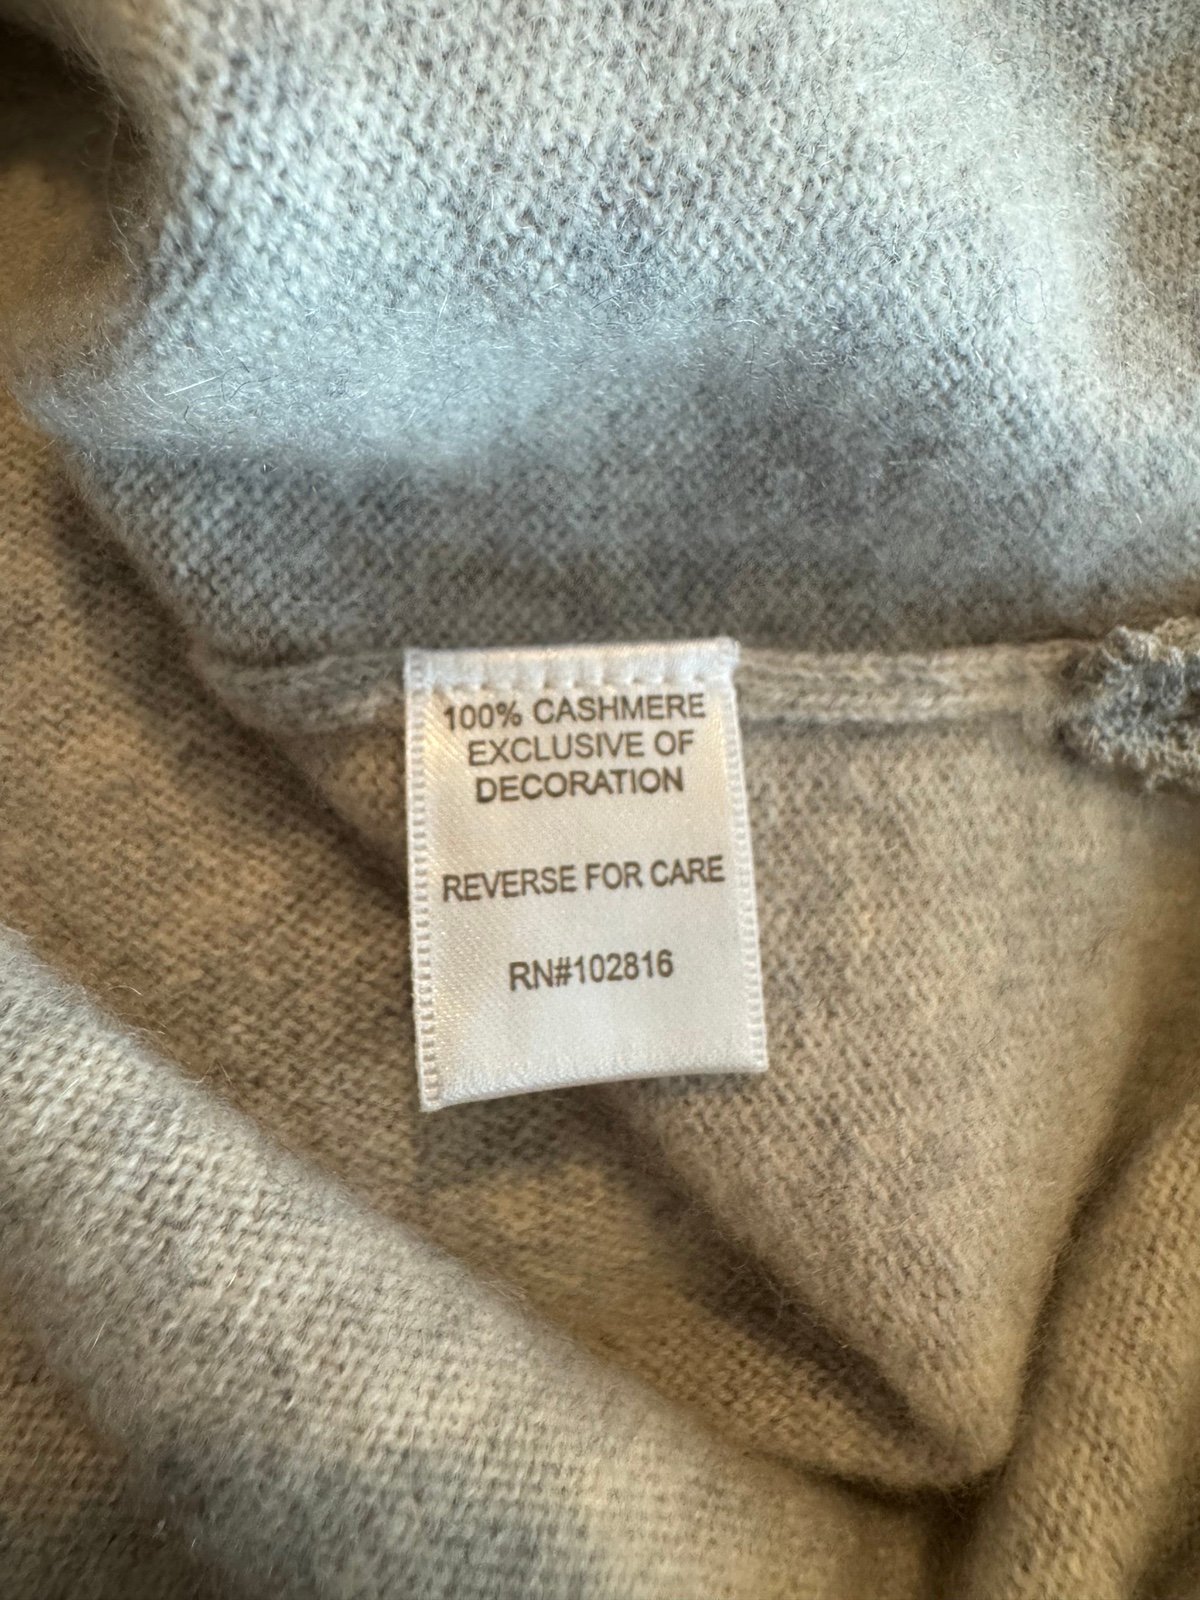 100% CASHMERE
EXCLUSIVE OF
DECORATION
REVERSE FOR CARE
RN#102816